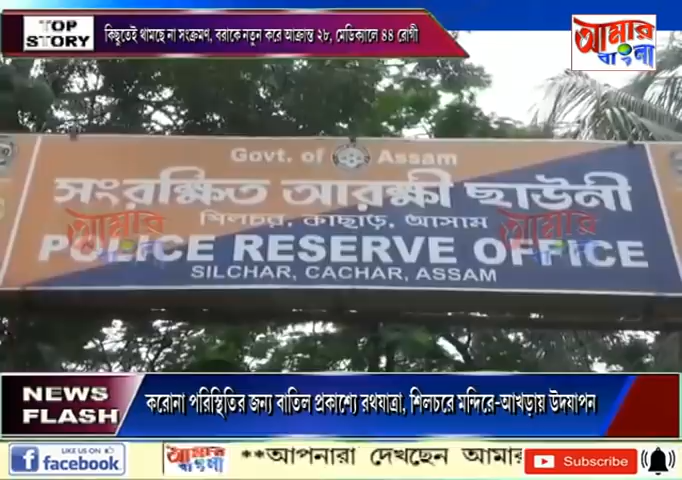 TOP
STORY
কিছুতেই থামছে না সংক্রমণ, বরাকে নতুন করে আক্রান্ত ২৮, মেডিক্যালে ৪৪ রোগী
আমার
বাংলা
Govt. of Assam
সংরক্ষিত আরক্ষী ছাউনী
শিলচর, কাছাড়, আসাম
POLICE RESERVE OFFICE
SILCHAR, CACHAR, ASSAM
আমার
বাংলা
আমার
বাংলা
NEWS
FLASH
করোনা পরিস্থিতির জন্য বাতিল প্রকাশ্যে রথযাত্রা, শিলচরে মন্দিরে-আখড়ায় উদযাপন
LIKE US ON
facebook
আমার
বাংলা
**আপনারা দেখছেন আমার
Subscribe